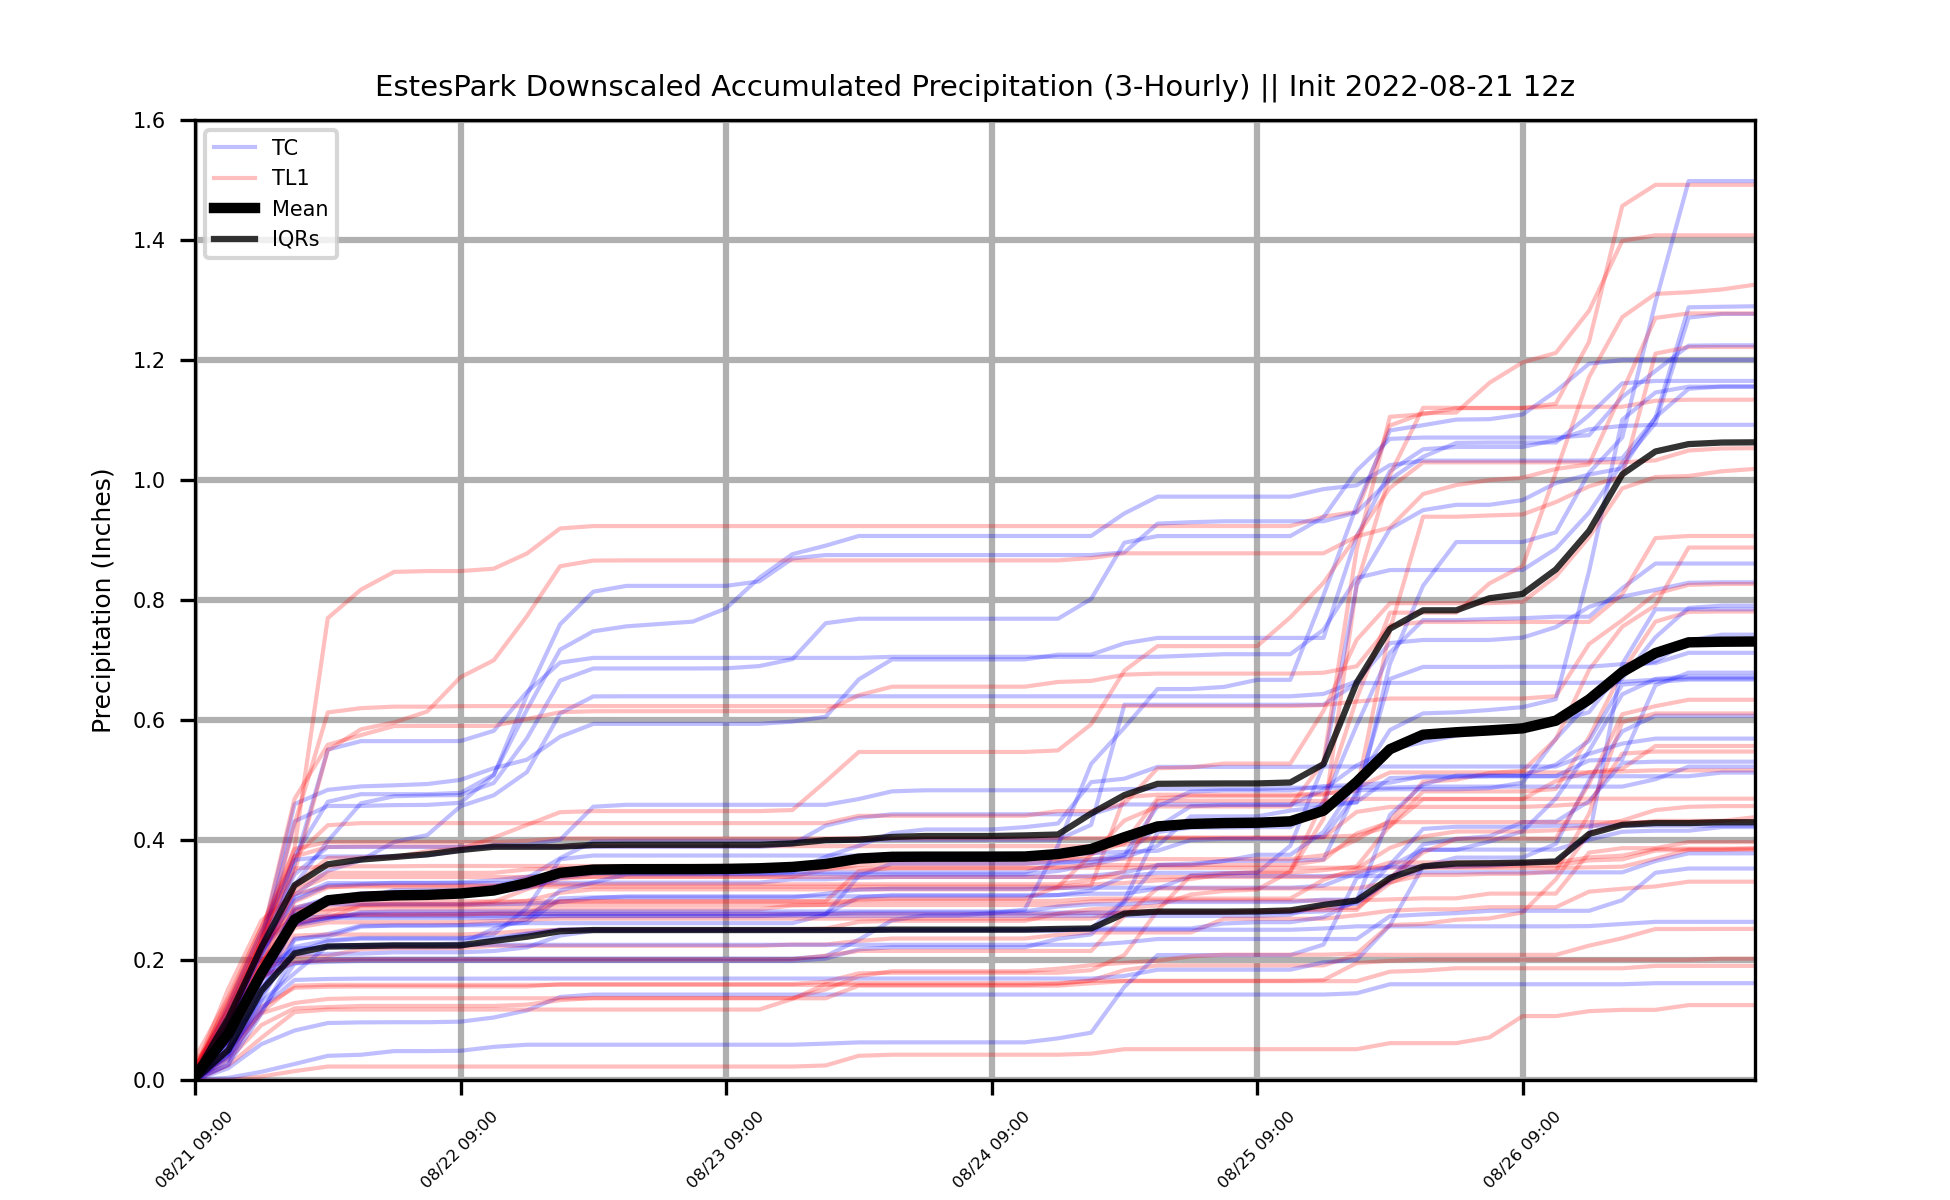 EstesPark Downscaled Accumulated Precipitation (3-Hourly) || Init 2022-08-21 12z
TC
TL1
Mean
IQRs
Precipitation (Inches)
1.6
1.4
1.2
1.0
0.8
0.6
0.4
0.2
0.0
08/21 09:00
08/22 09:00
08/23 09:00
08/24 09:00
08/25 09:00
08/26 09:00